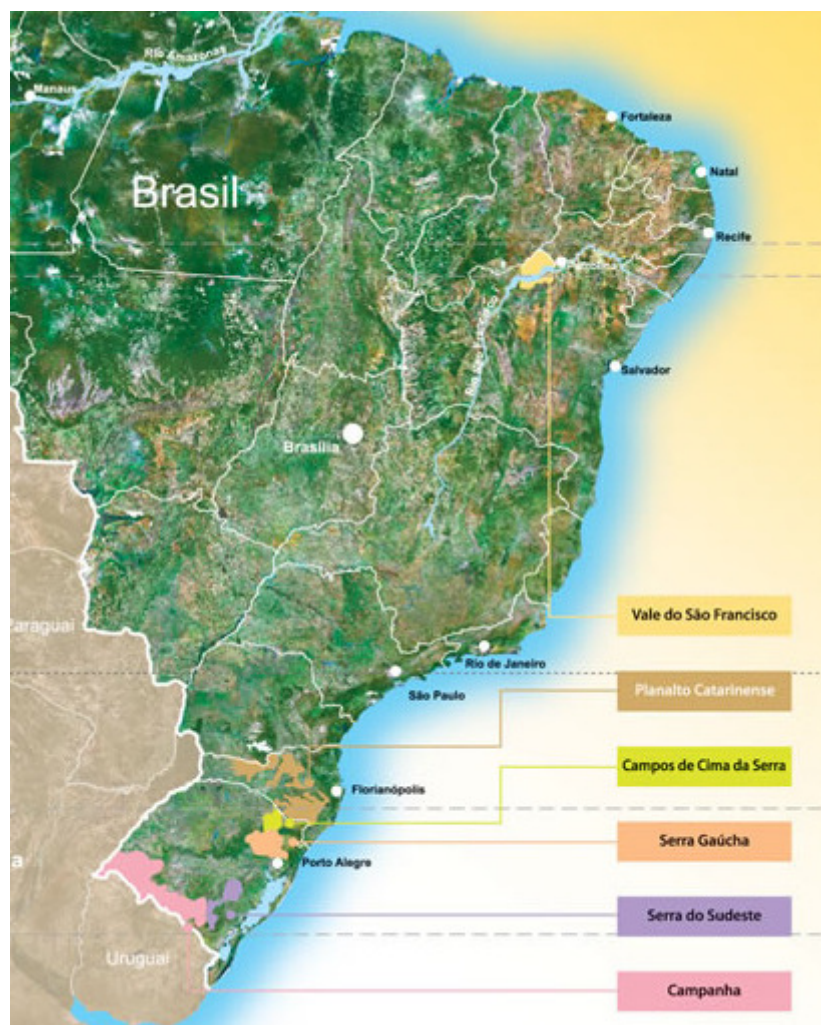 Rio Amazonas
Manaus
Fortaleza
Brasil
Natal
Recife
Salvador
Brasília
Vale do São Francisco
araguai
Rio de Janeiro
São Paulo
Planalto Catarinense
Campos de Cima da Serra
Florianópolis
Serra Gaúcha
Porto Alegre
a
Serra do Sudeste
Uruguai
Campanha